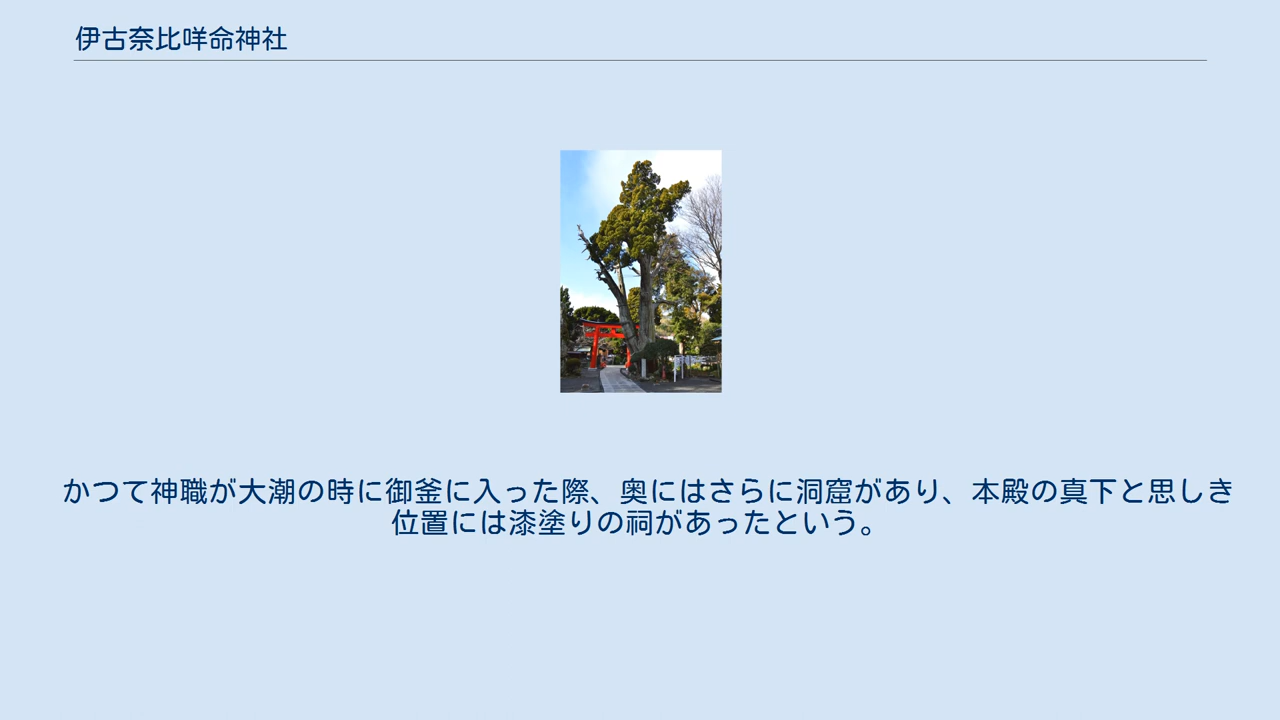 伊古奈比咩命神社
かつて神職が大潮の時に御釜に入った際、奥にはさらに洞窟があり、本殿の真下と思しき
位置には漆塗りの祠があったという。